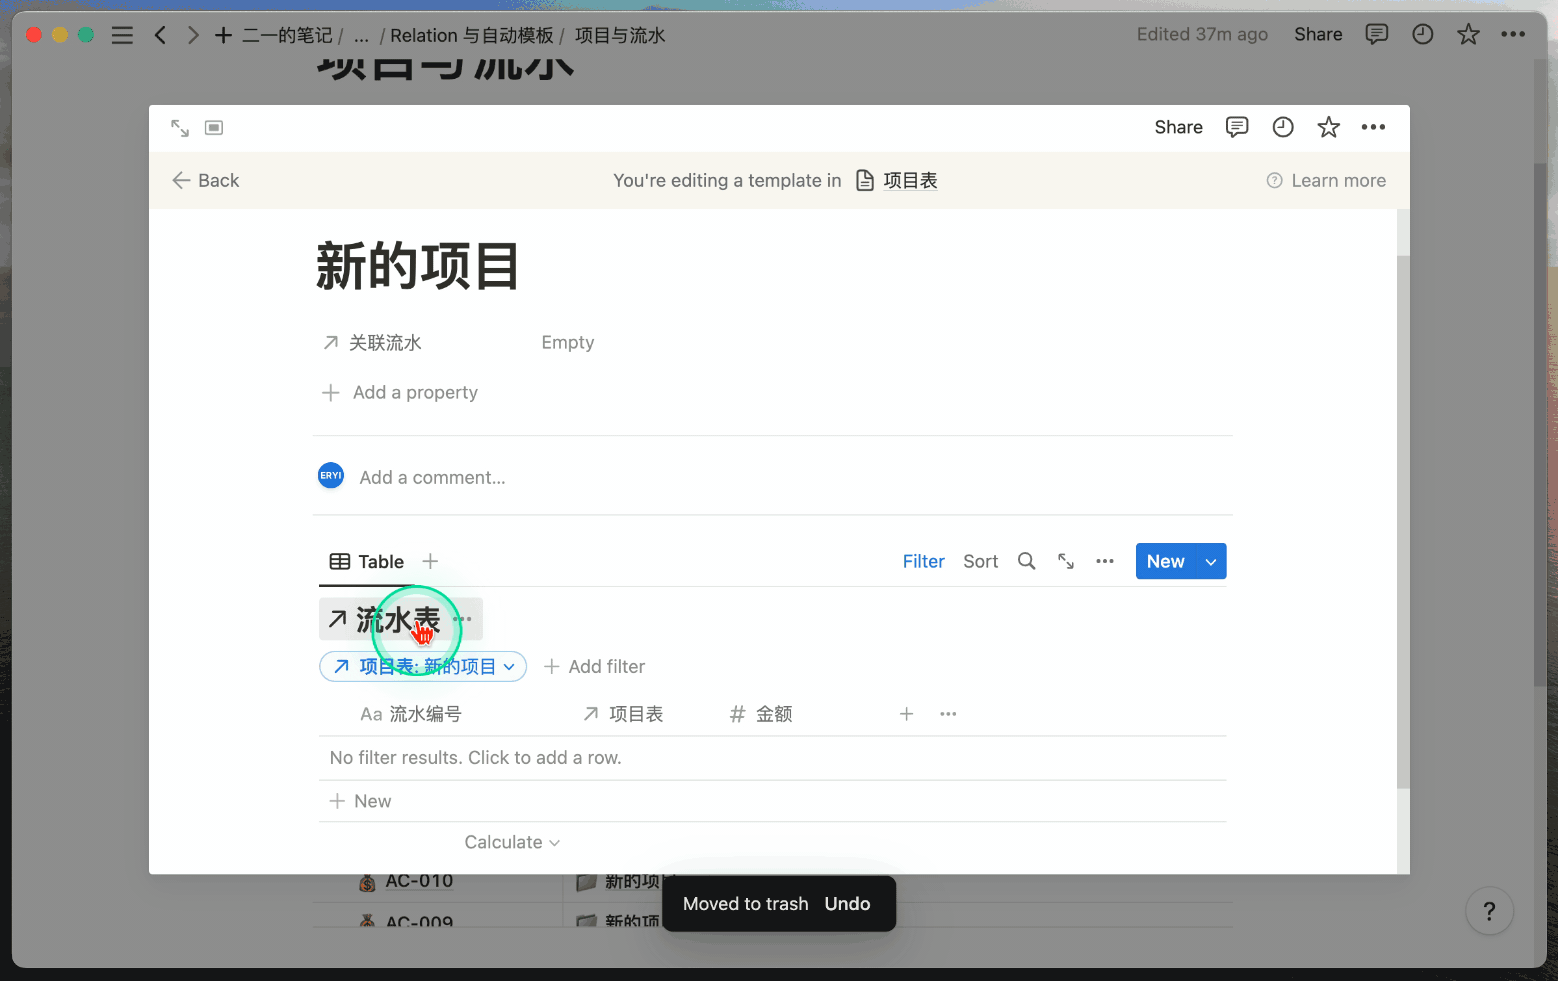 二一的笔记 / ... / Relation 与自动模板 / 项目与流水
Edited 37m ago Share
项目与流水
Share
Back
You're editing a template in 项目表
Learn more
新的项目
关联流水 Empty
Add a property
ERYI Add a comment...
Table
Filter Sort New
流水表
项目表: 新的项目 Add filter
Aa 流水编号 项目表 # 金额
No filter results. Click to add a row.
New
Calculate
AC-010 新的项
Moved to trash Undo
AC-009 新的项
?